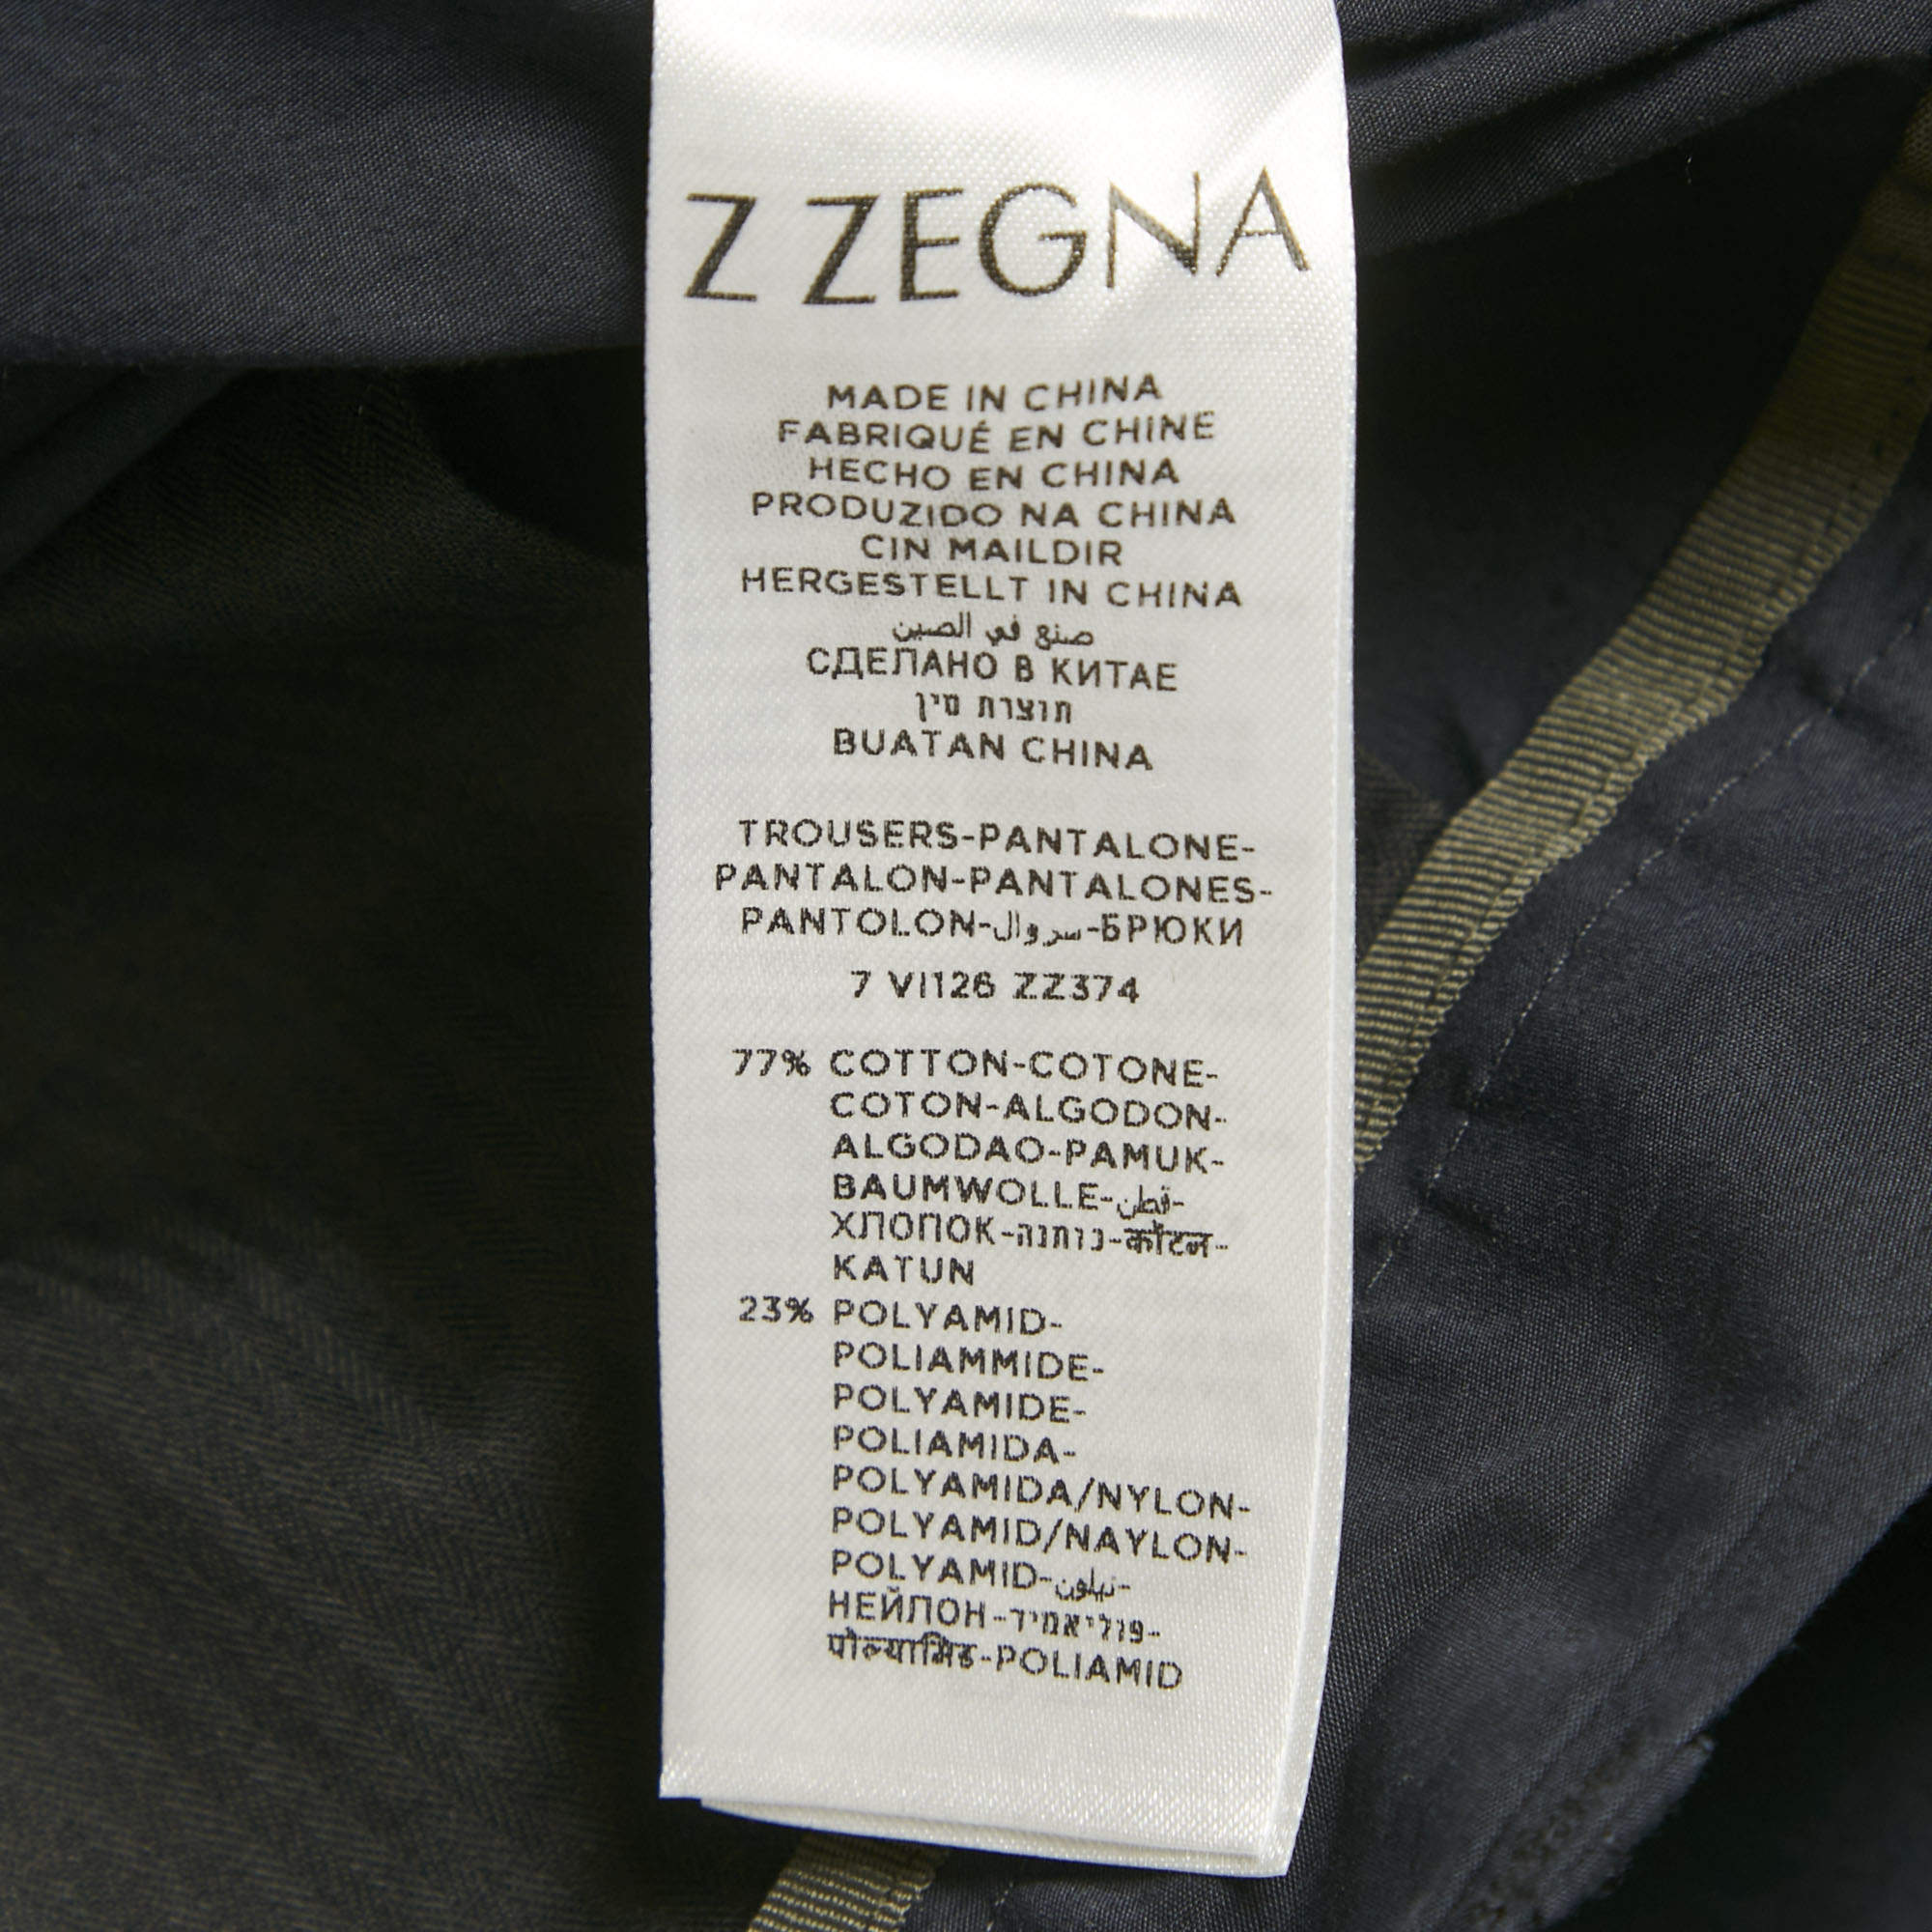 Z ZEGNA
MADE IN CHINA
FABRIQUÉ EN CHINE
HECHO EN CHINA
PRODUZIDO NA CHINA
CIN MAILDIR
HERGESTELLT IN CHINA
صنع في الصين
СДЕЛАНО В КИТАЕ
תוצרת סין
BUATAN CHINA
TROUSERS-PANTALONE-
PANTALON-PANTALONES-
PANTOLON-سروال-БРЮКИ
7 VI126 ZZ374
77% COTTON-COTONE-
COTON-ALGODON-
ALGODAO-PAMUK-
BAUMWOLLE-قطن-
ХЛОПОК-כותנה-कॉटन-
KATUN
23% POLYAMID-
POLIAMMIDE-
POLYAMIDE-
POLIAMIDA-
POLYAMIDA/NYLON-
POLYAMID/NAYLON-
POLYAMID-نيلون-
НЕЙЛОН-פוליאמיד-
पोल्यामिड-POLIAMID